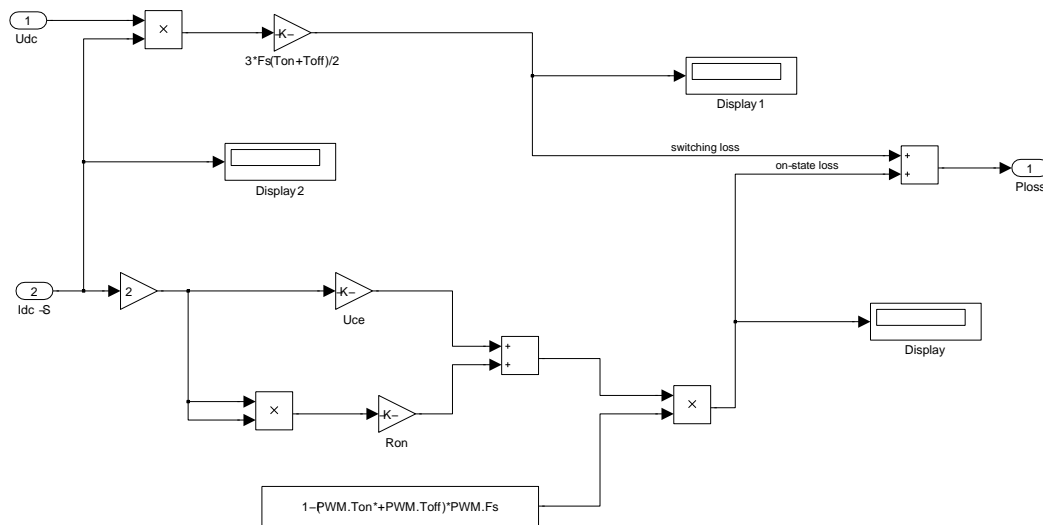 1
Udc
×
-K-
3*Fs(Ton+Toff)/2
Display1
switching loss
+
+
on-state loss
1
Ploss
Display2
2
Idc -S
2
-K-
Uce
+
+
Display
×
-K-
Ron
×
1-(PWM.Ton*+PWM.Toff)*PWM.Fs